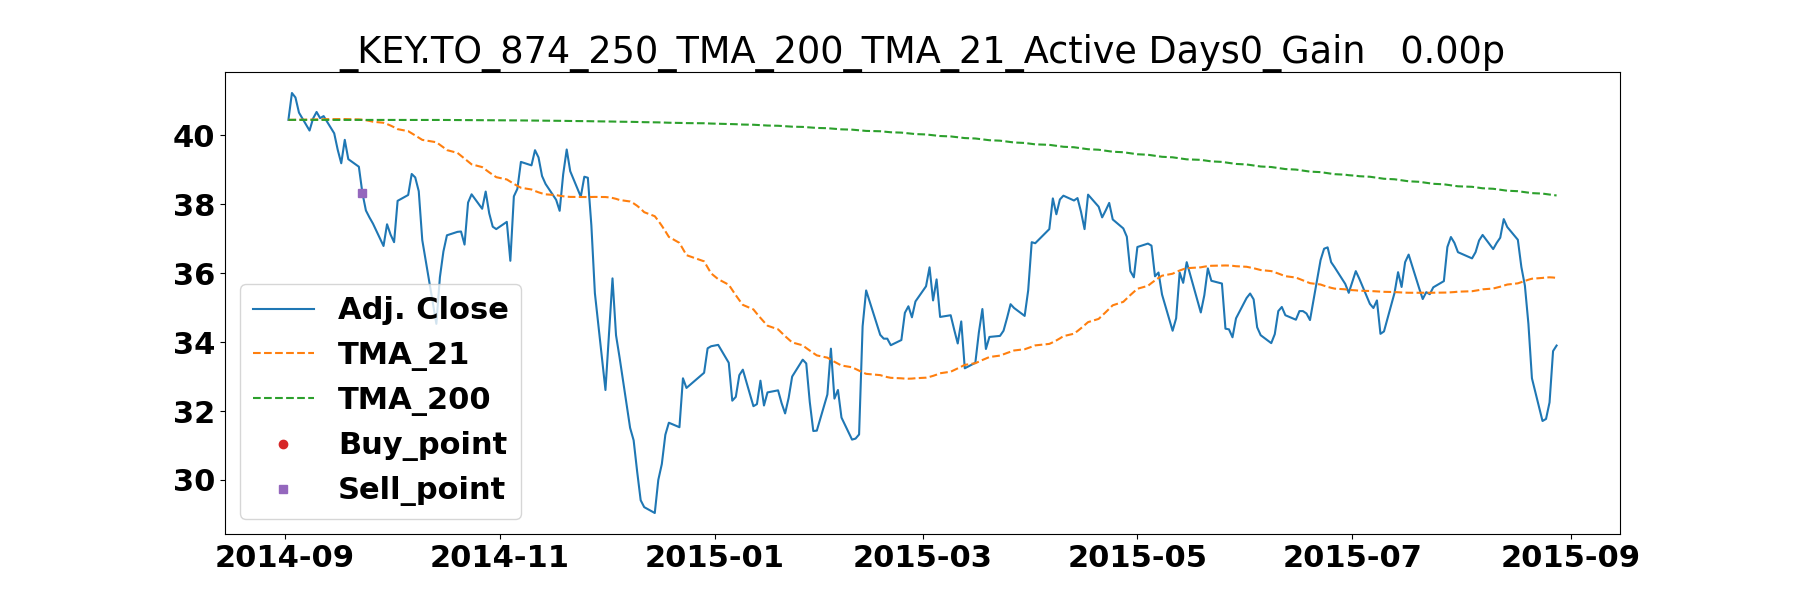 _KEY.TO_874_250_TMA_200_TMA_21_Active Days0_Gain   0.00p
40
38
36
34
32
30
Adj. Close
TMA_21
TMA_200
Buy_point
Sell_point
2014-09 2014-11 2015-01 2015-03 2015-05 2015-07 2015-09